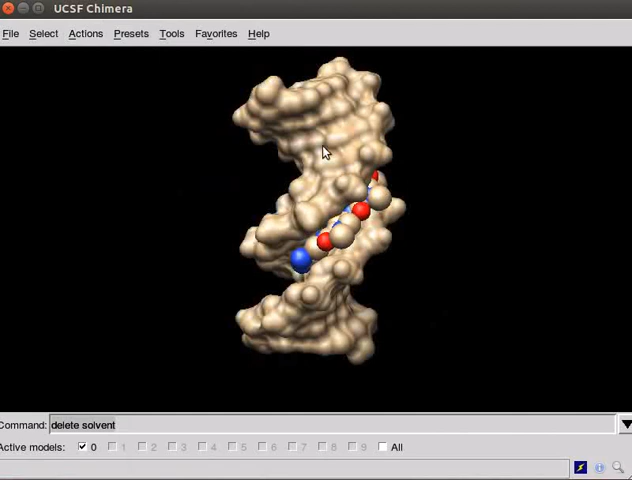 UCSF Chimera
File Select Actions Presets Tools Favorites Help
Command: delete solvent
Active models: 0 1 2 3 4 5 6 7 8 9 All